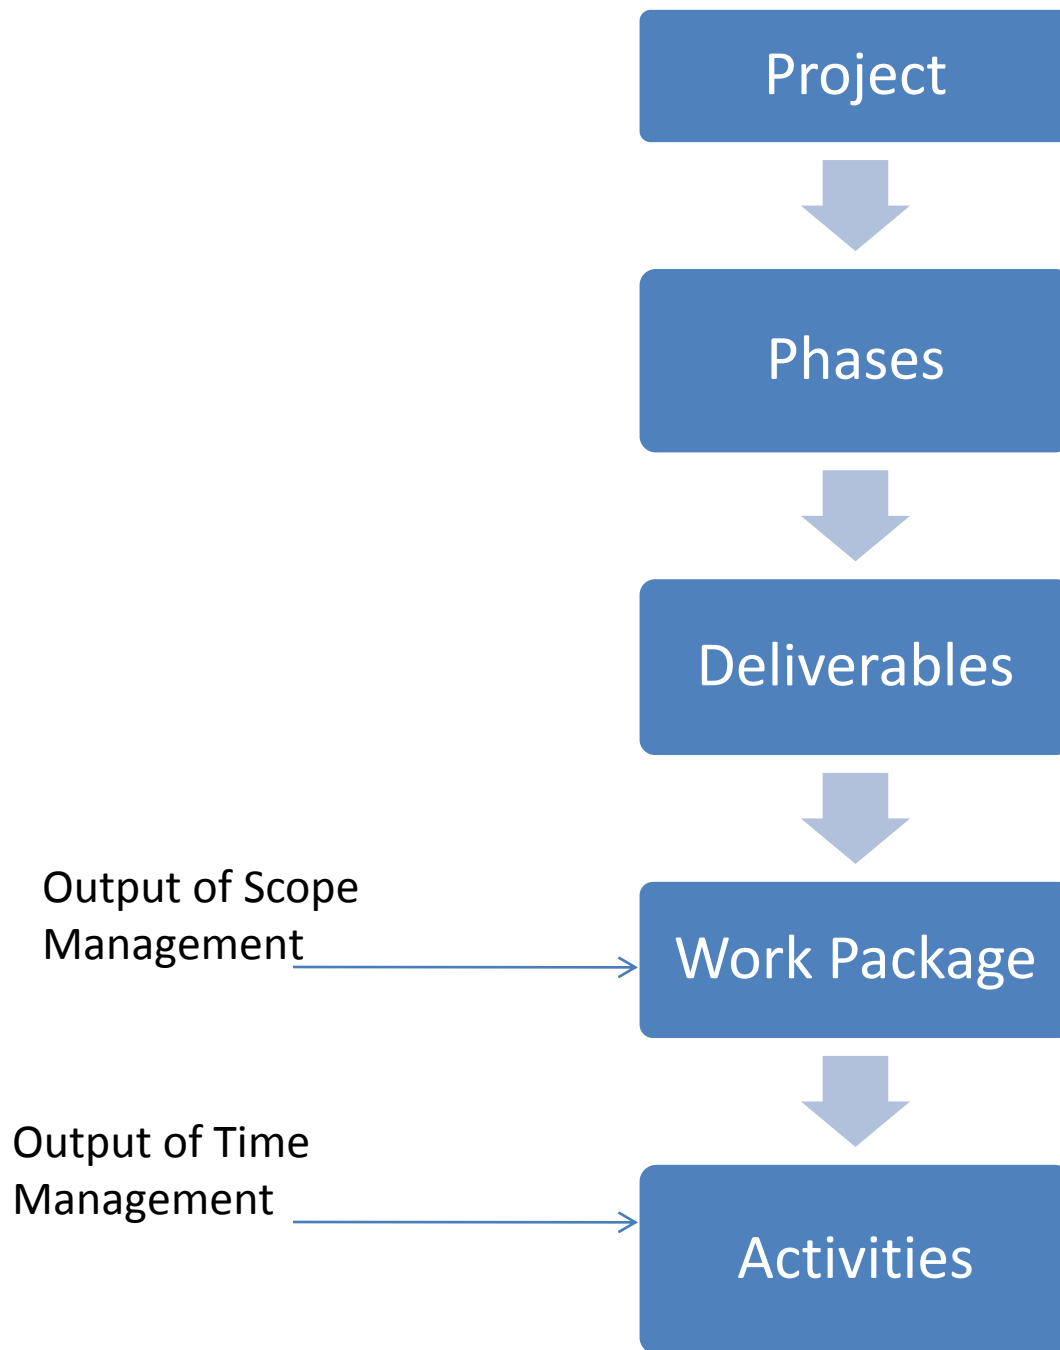 Project
Phases
Deliverables
Output of Scope
Management
Work Package
Output of Time
Management
Activities